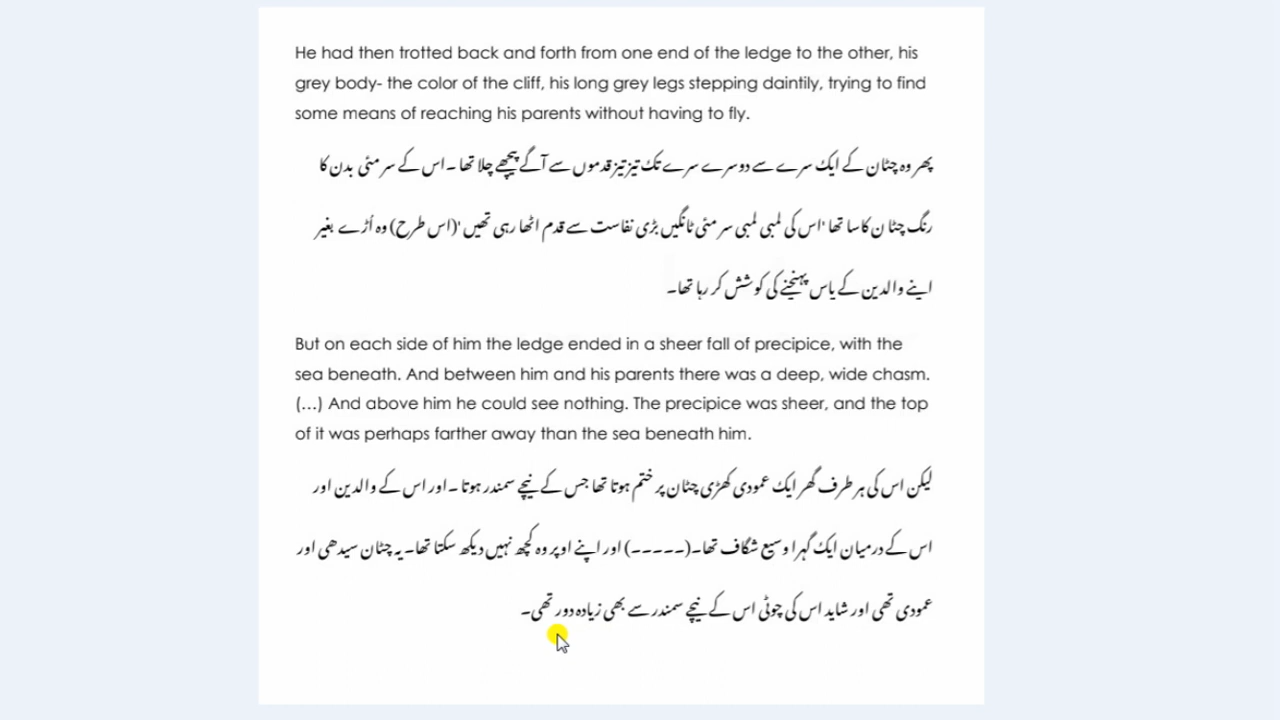 He had then trotted back and forth from one end of the ledge to the other, his
grey body- the color of the cliff, his long grey legs stepping daintily, trying to find
some means of reaching his parents without having to fly.
پھر وہ چٹان کے ایک سرے سے دوسرے سرے تک تیز تیز قدموں سے آگے پیچھے چلا تھا۔اس کے سرمئی بدن کا
رنگ چٹا ن کاسا تھا 'اس کی لمبی لمبی سرمئی ٹانگیں بڑی نفاست سے قدم اٹھا رہی تھیں '(اس طرح) وہ اُڑے بغیر
اپنے والدین کے پاس پہنچنے کی کوشش کر رہا تھا۔
But on each side of him the ledge ended in a sheer fall of precipice, with the
sea beneath. And between him and his parents there was a deep, wide chasm.
(...) And above him he could see nothing. The precipice was sheer, and the top
of it was perhaps farther away than the sea beneath him.
لیکن اس کی ہر طرف گھر ایک عمودی کھڑی چٹان پر ختم ہوتا تھا جس کے نیچے سمندر ہوتا ۔اور اس کے والدین اور
اس کے درمیان ایک گہرا وسیع شگاف تھا۔(-----) اور اپنے اوپر وہ کچھ نہیں دیکھ سکتا تھا۔ یہ چٹان سیدھی اور
عمودی تھی اور شاید اس کی چوٹی اس کے نیچے سمندر سے بھی زیادہ دور تھی۔